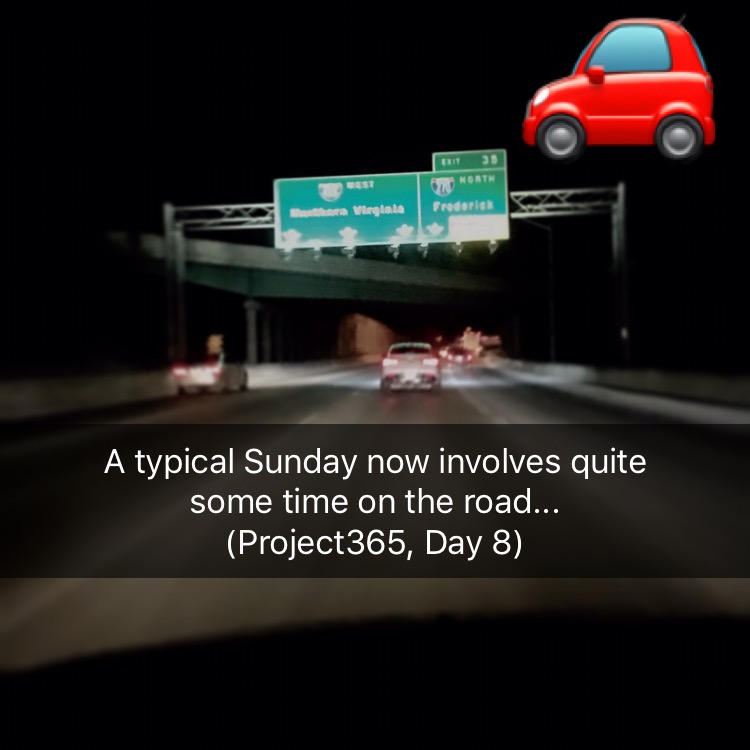 EXIT 35
WEST
NORTH
Northern Virginia
Frederick
A typical Sunday now involves quite
some time on the road...
(Project365, Day 8)